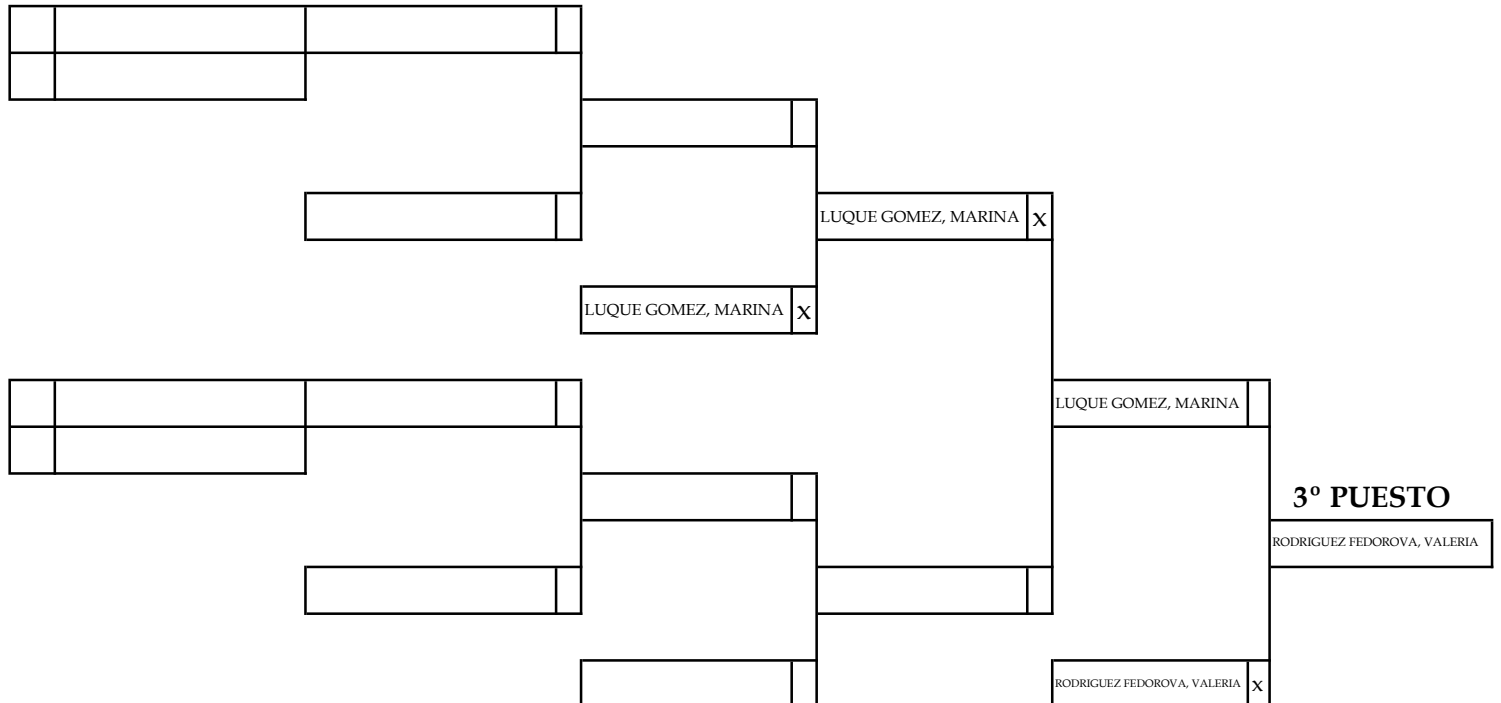 LUQUE GOMEZ, MARINA X
LUQUE GOMEZ, MARINA X
LUQUE GOMEZ, MARINA
3º PUESTO
RODRIGUEZ FEDOROVA, VALERIA
RODRIGUEZ FEDOROVA, VALERIA X